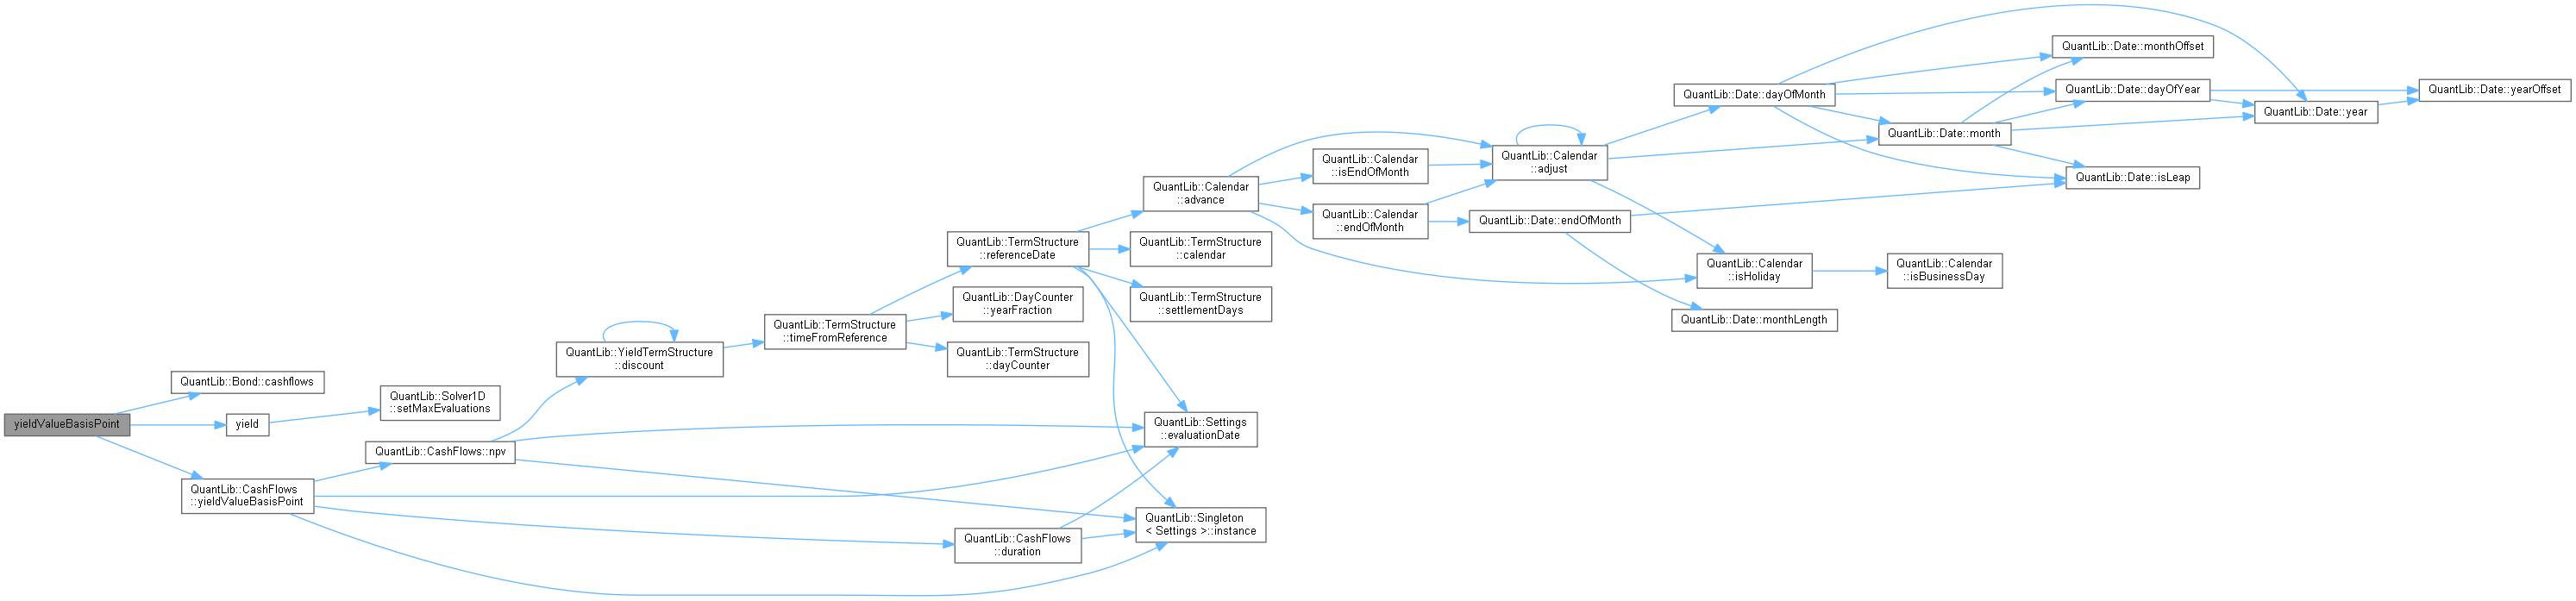 yieldValueBasisPoint
QuantLib::Bond::cashflows
yield
QuantLib::CashFlows
::yieldValueBasisPoint
QuantLib::Solver1D
::setMaxEvaluations
QuantLib::CashFlows::npv
QuantLib::YieldTermStructure
::discount
QuantLib::TermStructure
::timeFromReference
QuantLib::TermStructure
::referenceDate
QuantLib::DayCounter
::yearFraction
QuantLib::TermStructure
::dayCounter
QuantLib::CashFlows
::duration
QuantLib::Calendar
::advance
QuantLib::TermStructure
::calendar
QuantLib::TermStructure
::settlementDays
QuantLib::Settings
::evaluationDate
QuantLib::Singleton
< Settings >::instance
QuantLib::Calendar
::isEndOfMonth
QuantLib::Calendar
::endOfMonth
QuantLib::Calendar
::adjust
QuantLib::Date::endOfMonth
QuantLib::Date::dayOfMonth
QuantLib::Calendar
::isHoliday
QuantLib::Date::monthLength
QuantLib::Date::month
QuantLib::Calendar
::isBusinessDay
QuantLib::Date::monthOffset
QuantLib::Date::dayOfYear
QuantLib::Date::isLeap
QuantLib::Date::year
QuantLib::Date::yearOffset